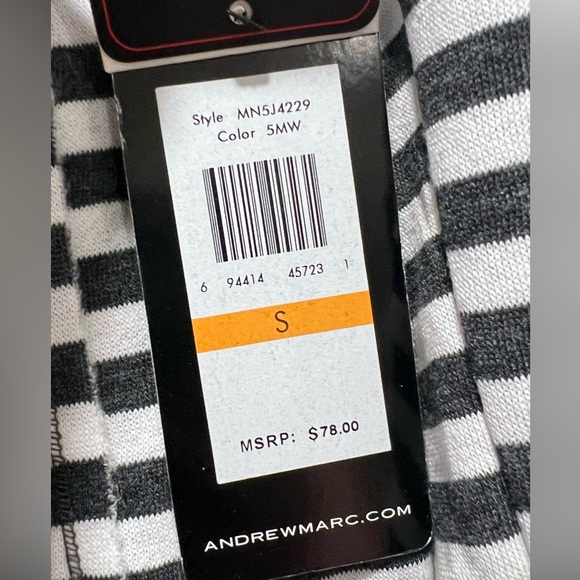 Style MN5J4229
Color 5MW
6 94414 45723 1
S
MSRP: $78.00
ANDREWMARC.COM